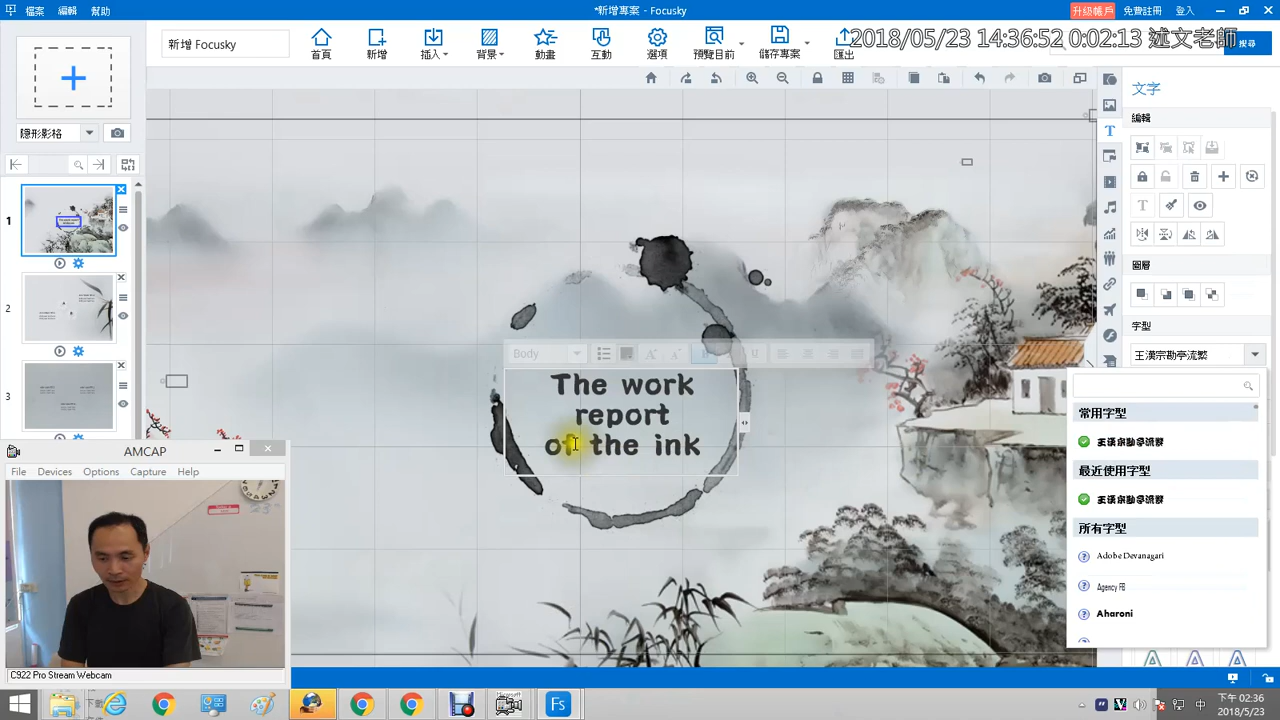 檔案 編輯 幫助
*新增專案 - Focusky
升级帳戶 免費註冊 登入
新增 Focusky
首頁 新增 插入 背景 動畫 互動 選項 預覽目前 儲存專案 匯出
2018/05/23 14:36:52 0:02:13 述文老師
搜尋
隱形影格
文字
編輯
圖層
字型
王漢宗勘亭流繁
常用字型
王漢宗勘亭流繁
最近使用字型
王漢宗勘亭流繁
所有字型
Adobe Devanagari
Agency FB
Aharoni
1
2
3
Body
The work
report
of the ink
AMCAP
File Devices Options Capture Help
C922 Pro Stream Webcam
Fs
中
下午 02:36
2018/5/23